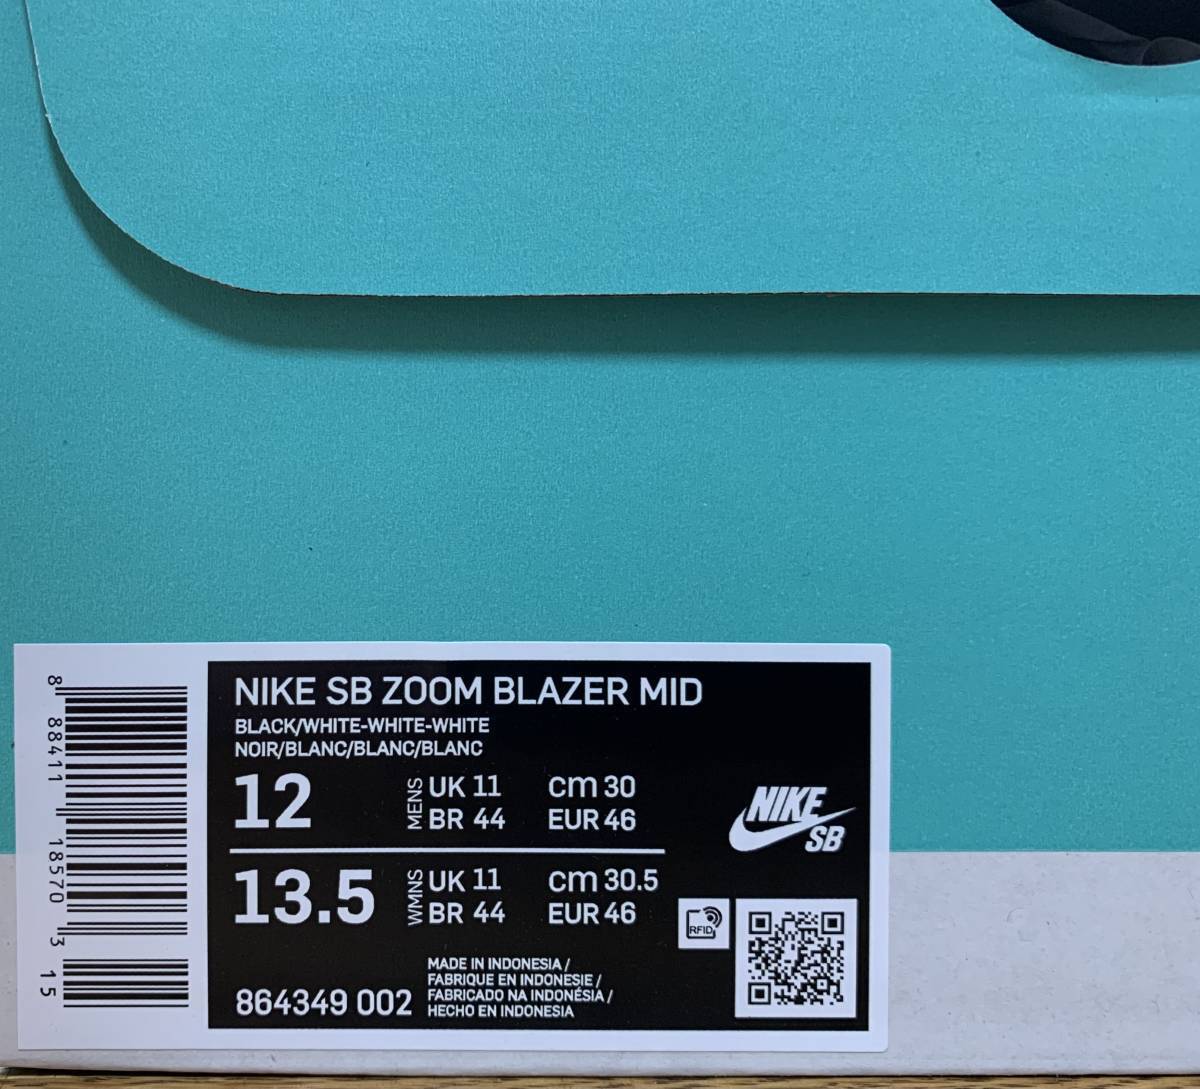 8 88411 18570 3 15
NIKE SB ZOOM BLAZER MID
BLACK/WHITE-WHITE-WHITE
NOIR/BLANC/BLANC/BLANC
12 MENS UK 11 cm 30
BR 44 EUR 46
13.5 WMNS UK 11 cm 30.5
BR 44 EUR 46
864349 002
MADE IN INDONESIA /
FABRIQUE EN INDONESIE /
FABRICADO NA INDONÉSIA /
HECHO EN INDONESIA
NIKE
SB
RFID